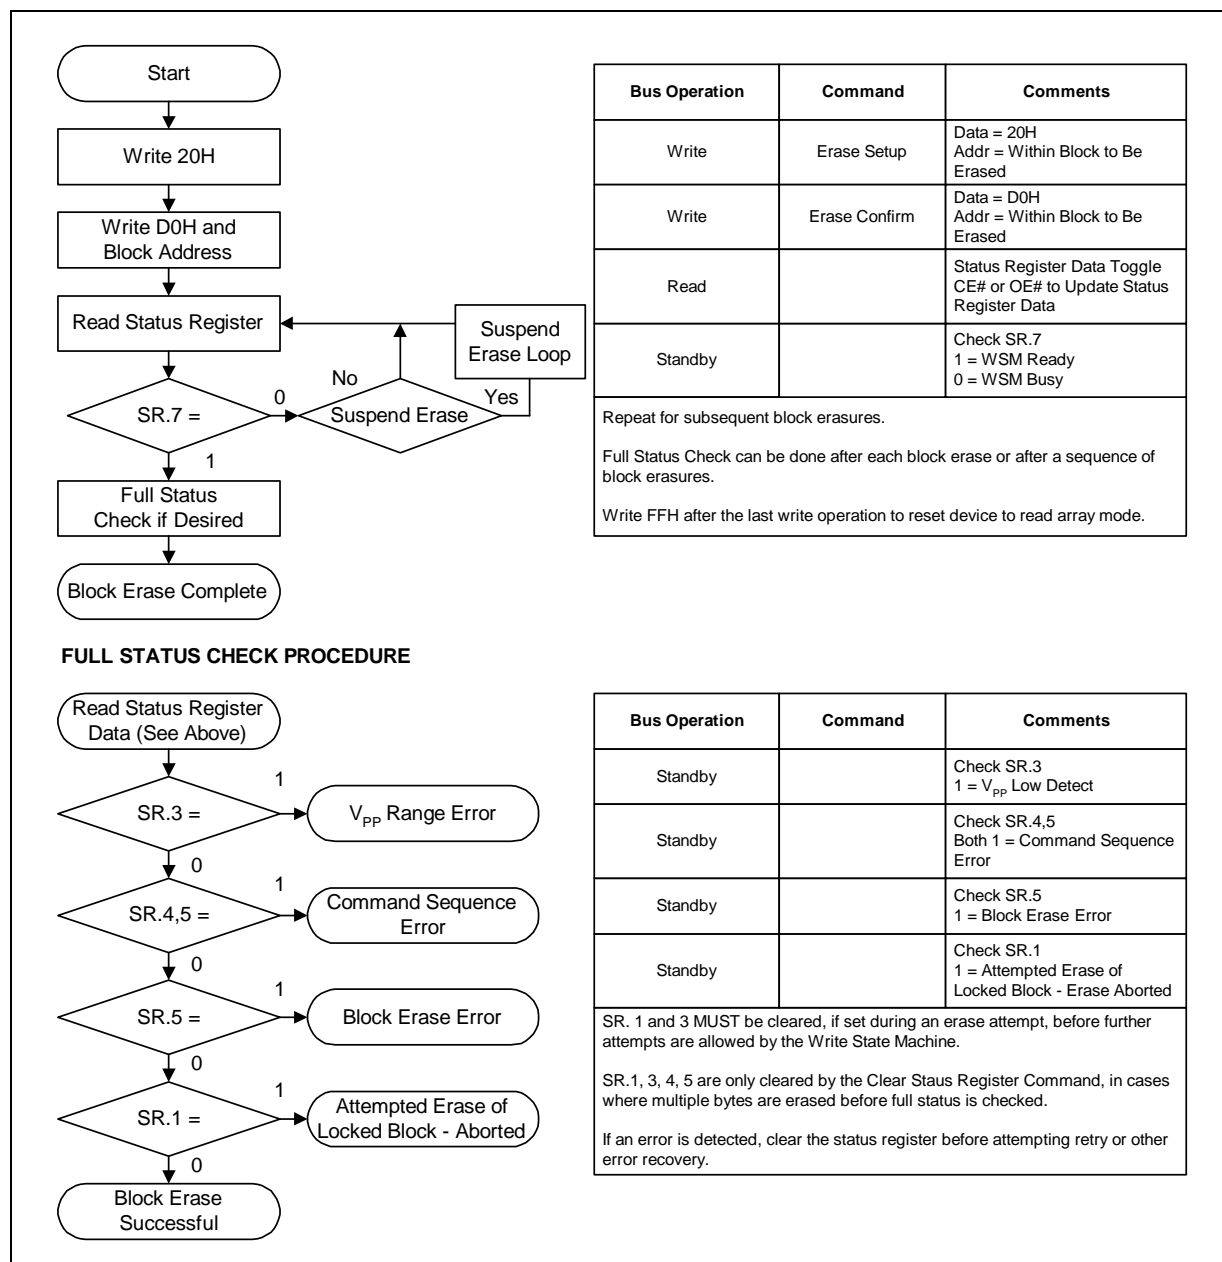 Start
Write 20H
Write D0H and
Block Address
Read Status Register
Suspend
Erase Loop
No
Yes
0
SR.7 =
Suspend Erase
1
Full Status
Check if Desired
Block Erase Complete
Bus Operation Command Comments
Write Erase Setup Data = 20H
Addr = Within Block to Be
Erased
Write Erase Confirm Data = D0H
Addr = Within Block to Be
Erased
Read Status Register Data Toggle
CE# or OE# to Update Status
Register Data
Standby Check SR.7
1 = WSM Ready
0 = WSM Busy
Repeat for subsequent block erasures.
Full Status Check can be done after each block erase or after a sequence of
block erasures.
Write FFH after the last write operation to reset device to read array mode.
FULL STATUS CHECK PROCEDURE
Read Status Register
Data (See Above)
1
SR.3 =
VPP Range Error
0
1
SR.4,5 =
Command Sequence
Error
0
1
SR.5 =
Block Erase Error
0
1
SR.1 =
Attempted Erase of
Locked Block - Aborted
0
Block Erase
Successful
Bus Operation Command Comments
Standby Check SR.3
1 = VPP Low Detect
Standby Check SR.4,5
Both 1 = Command Sequence
Error
Standby Check SR.5
1 = Block Erase Error
Standby Check SR.1
1 = Attempted Erase of
Locked Block - Erase Aborted
SR. 1 and 3 MUST be cleared, if set during an erase attempt, before further
attempts are allowed by the Write State Machine.
SR.1, 3, 4, 5 are only cleared by the Clear Staus Register Command, in cases
where multiple bytes are erased before full status is checked.
If an error is detected, clear the status register before attempting retry or other
error recovery.